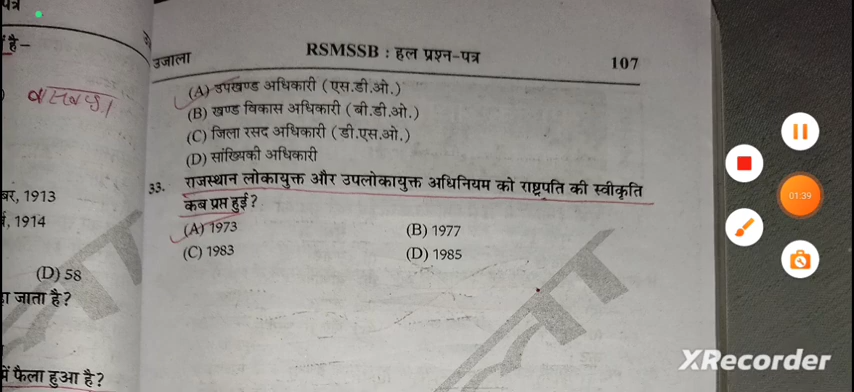 पत्र
है–
1913
1914
(D) 58
जाता है?
में फैला हुआ है?
उजाला
RSMSSB : हल प्रश्न-पत्र
107
(A) उपखण्ड अधिकारी (एस.डी.ओ.)
(B) खण्ड विकास अधिकारी (बी.डी.ओ.)
(C) जिला रसद अधिकारी (डी.एस.ओ.)
(D) सांख्यिकी अधिकारी
33. राजस्थान लोकायुक्त और उपलोकायुक्त अधिनियम को राष्ट्रपति की स्वीकृति
कब प्रप्त हुई?
(A) 1973 (B) 1977
(C) 1983 (D) 1985
01:39
XRecorder